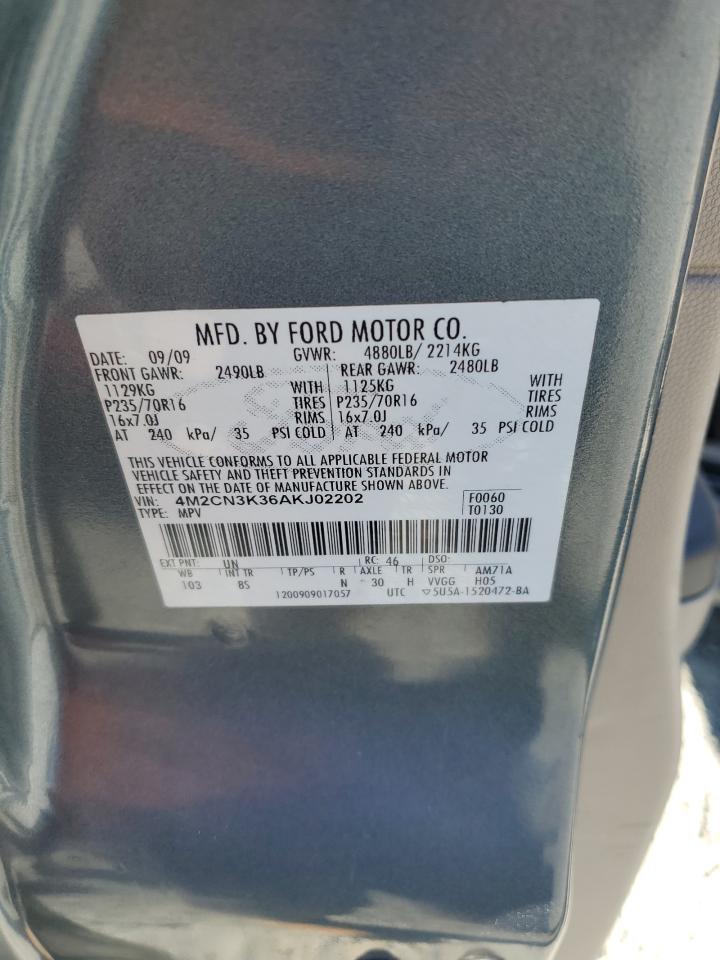 MFD. BY FORD MOTOR CO.
DATE: 09/09 GVWR: 4880LB/ 2214KG
FRONT GAWR: 2490LB REAR GAWR: 2480LB
1129KG WITH 1125KG WITH
P235/70R16 TIRES P235/70R16 TIRES
16x7.0J RIMS 16x7.0J RIMS
AT 240 kPa/ 35 PSI COLD AT 240 kPa/ 35 PSI COLD
THIS VEHICLE CONFORMS TO ALL APPLICABLE FEDERAL MOTOR
VEHICLE SAFETY AND THEFT PREVENTION STANDARDS IN
EFFECT ON THE DATE OF MANUFACTURE SHOWN ABOVE.
VIN: 4M2CN3K36AKJ02202 F0060
TYPE: MPV T0130
EXT PNT: UN RC: 46 DSO:
WB INT TR TP/PS R AXLE TR SPR AM71A
103 BS N 30 H VVGG H05
1200909017057 UTC ▽5U5A-1520472-BA